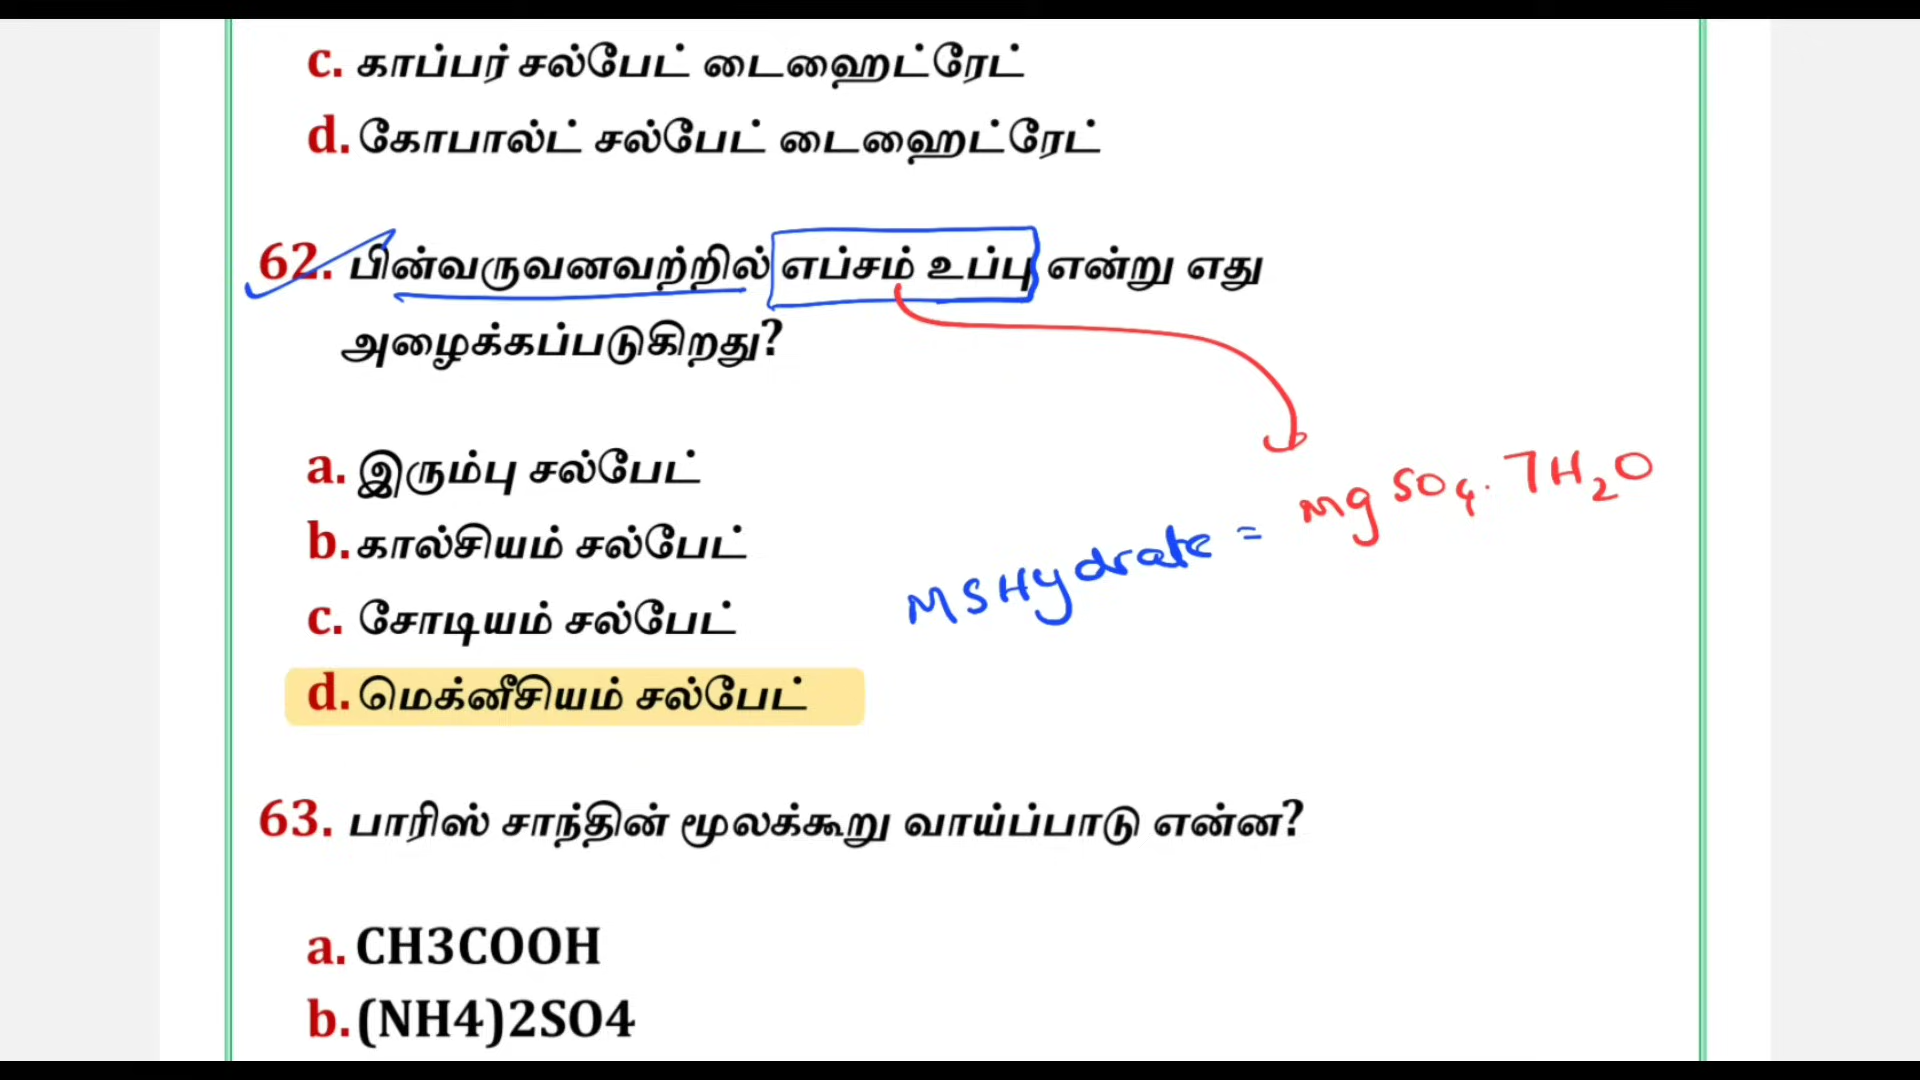 c. காப்பர் சல்பேட் டைஹைட்ரேட்
d. கோபால்ட் சல்பேட் டைஹைட்ரேட்
62. பின்வருவனவற்றில் எப்சம் உப்பு என்று எது
அழைக்கப்படுகிறது?
a. இரும்பு சல்பேட்
b. கால்சியம் சல்பேட்
c. சோடியம் சல்பேட்
d. மெக்னீசியம் சல்பேட்
MSHydrate = MgSO4. 7H2O
63. பாரிஸ் சாந்தின் மூலக்கூறு வாய்ப்பாடு என்ன?
a. CH3COOH
b. (NH4)2SO4